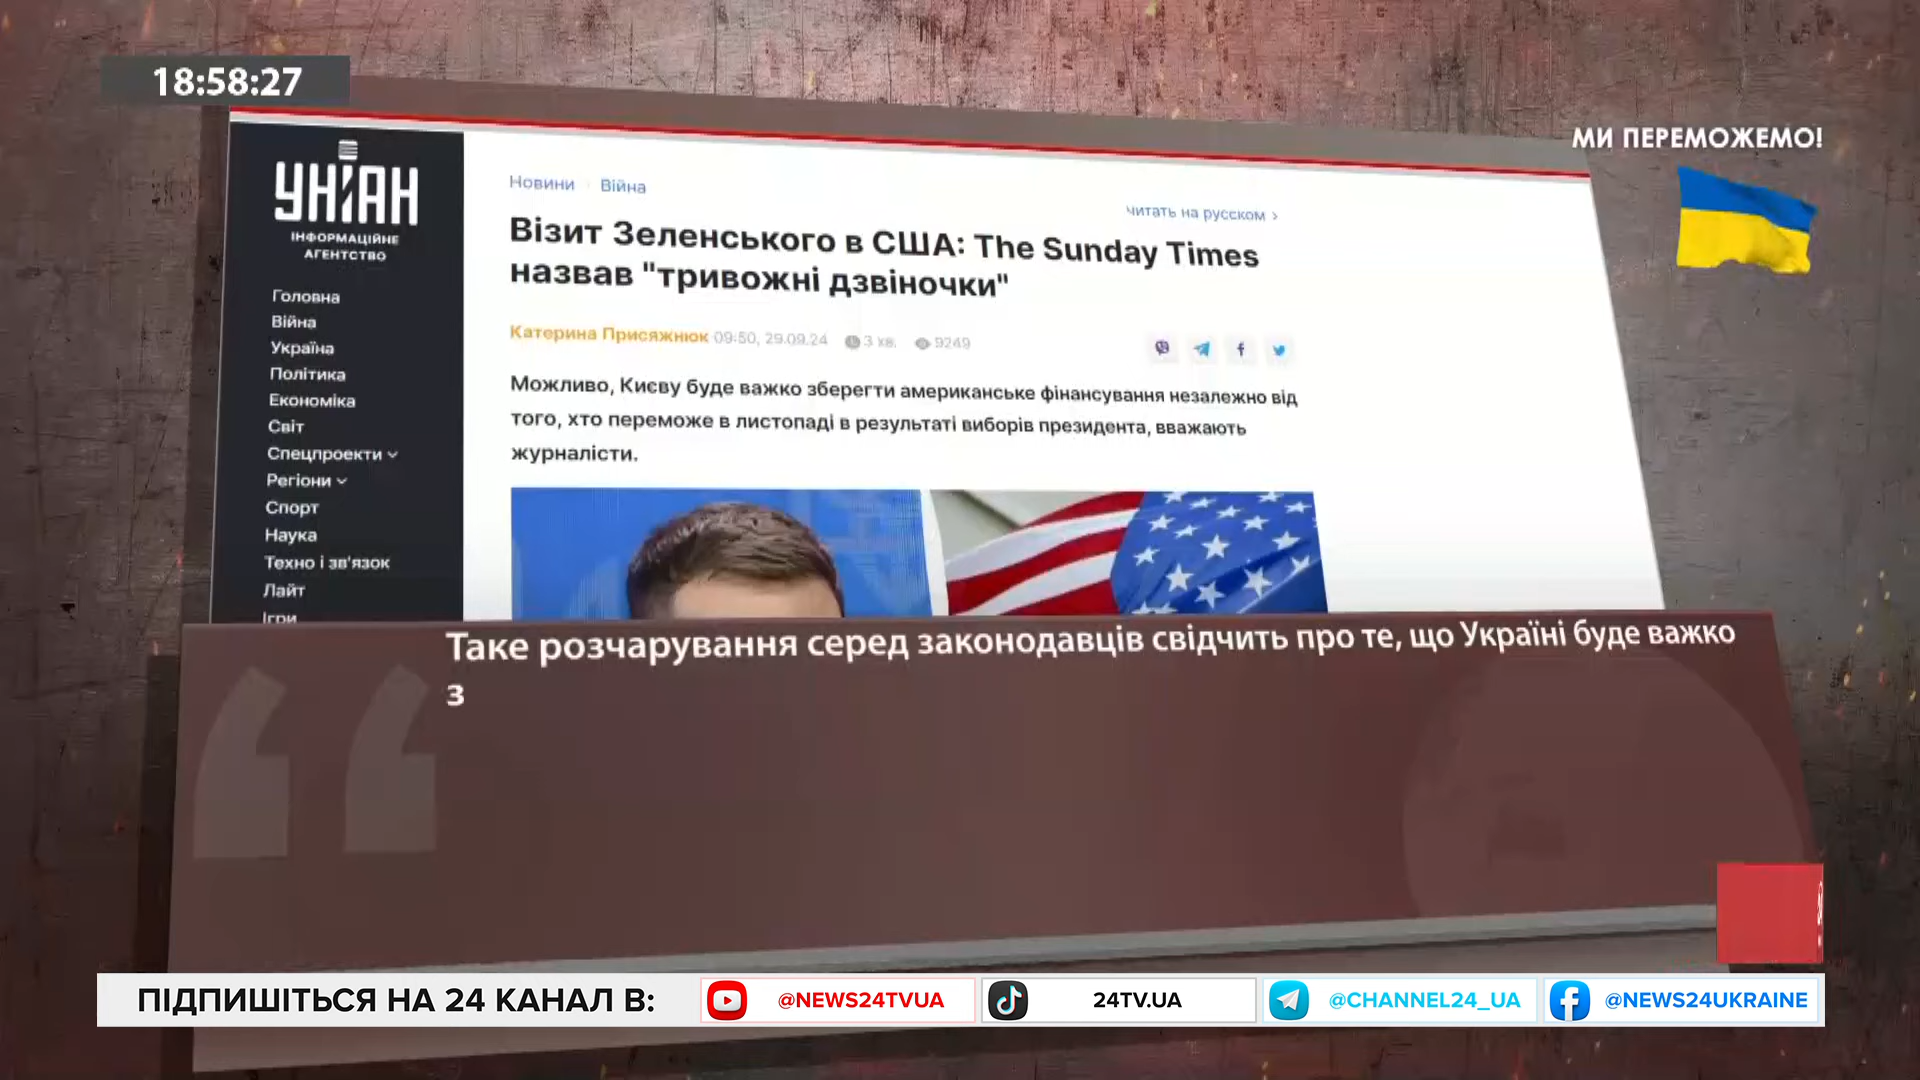 18:58:27
МИ ПЕРЕМОЖЕМО!
УНІАН
ІНФОРМАЦІЙНЕ
АГЕНТСТВО
Головна
Війна
Україна
Політика
Економіка
Світ
Спецпроекти
Регіони
Спорт
Наука
Техно і зв'язок
Лайт
Ігри
Новини Війна
читать на русском
Візит Зеленського в США: The Sunday Times
назвав "тривожні дзвіночки"
Катерина Присяжнюк 09:50, 29.09.24 3 хв. 9249
Можливо, Києву буде важко зберегти американське фінансування незалежно від
того, хто переможе в листопаді в результаті виборів президента, вважають
журналісти.
Таке розчарування серед законодавців свідчить про те, що Україні буде важко
з
ПІДПИШІТЬСЯ НА 24 КАНАЛ В: @NEWS24TVUA 24TV.UA @CHANNEL24_UA @NEWS24UKRAINE